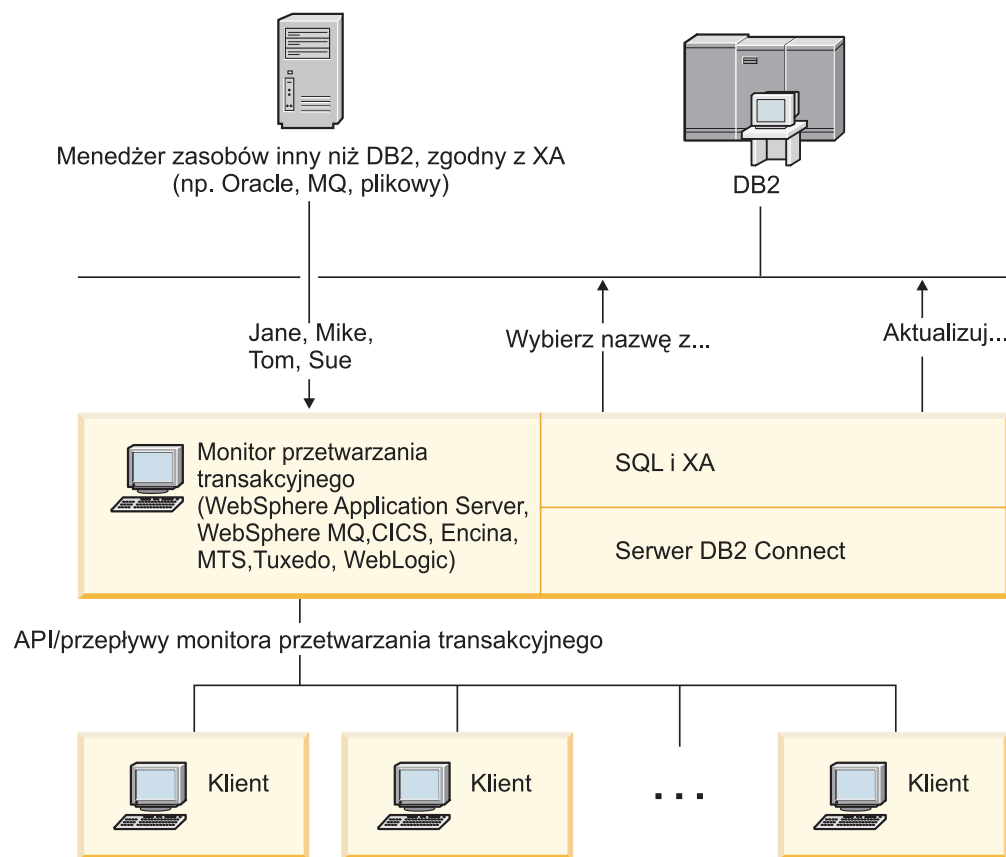 Menedżer zasobów inny niż DB2, zgodny z XA
(np. Oracle, MQ, plikowy)
DB2
Jane, Mike,
Tom, Sue
Wybierz nazwę z...
Aktualizuj...
Monitor przetwarzania
transakcyjnego
(WebSphere Application Server,
WebSphere MQ,CICS, Encina,
MTS,Tuxedo, WebLogic)
SQL i XA
Serwer DB2 Connect
API/przepływy monitora przetwarzania transakcyjnego
Klient
Klient
...
Klient